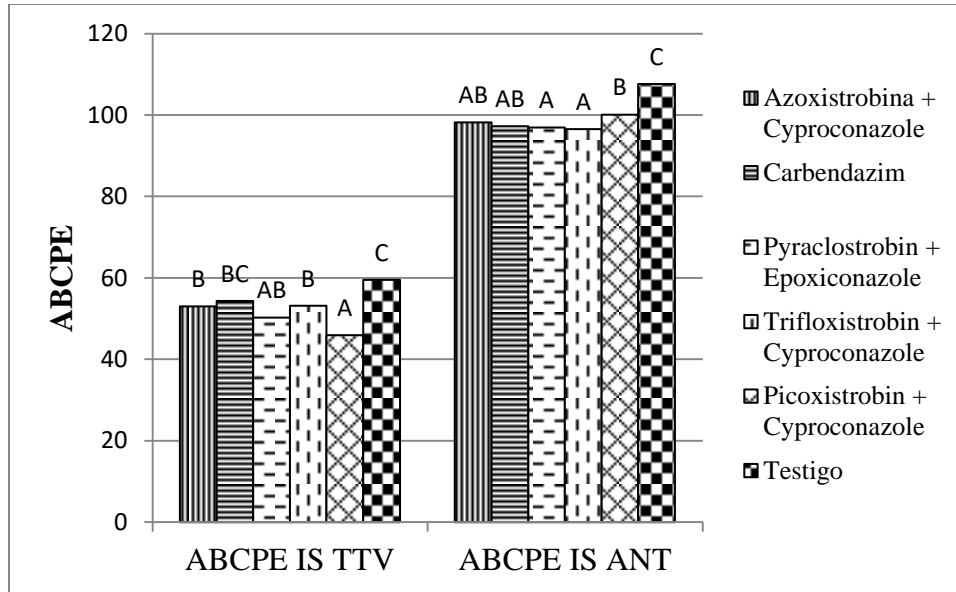 120
100
80
60
40
20
0
ABCPE
B
BC
AB
B
A
C
AB
AB
A
A
B
C
ABCPE IS TTV
ABCPE IS ANT
Azoxistrobina +
Cyproconazole
Carbendazim
Pyraclostrobin +
Epoxiconazole
Trifloxistrobin +
Cyproconazole
Picoxistrobin +
Cyproconazole
Testigo